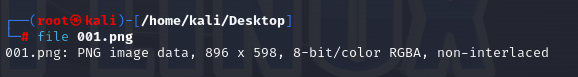 ┌──(root㉿kali)-[/home/kali/Desktop]
└─# file 001.png
001.png: PNG image data, 896 x 598, 8-bit/color RGBA, non-interlaced